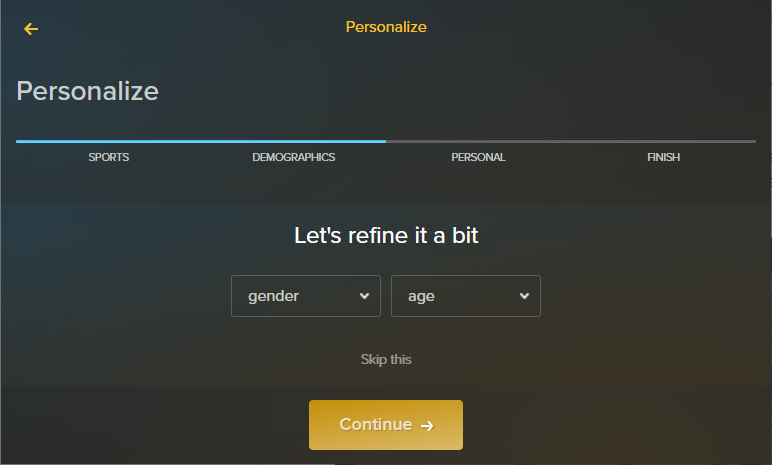 Personalize
Personalize
SPORTS DEMOGRAPHICS PERSONAL FINISH
Let's refine it a bit
gender age
Skip this
Continue →